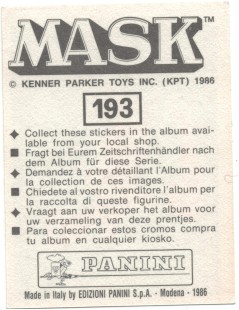 MASK™
© KENNER PARKER TOYS INC. (KPT) 1986
193
Collect these stickers in the album avai-
lable from your local shop.
Fragt bei Eurem Zeitschriftenhändler nach
dem Album für diese Serie.
Demandez à votre détaillant l'Album pour
la collection de ces images.
Chiedete al vostro rivenditore l'album per
la raccolta di queste figurine.
Vraagt aan uw verkoper het album voor
uw verzameling van deze prentjes.
Para coleccionar estos cromos compra
tu album en cualquier kiosko.
PANINI
Made in Italy by EDIZIONI PANINI S.p.A. - Modena - 1986